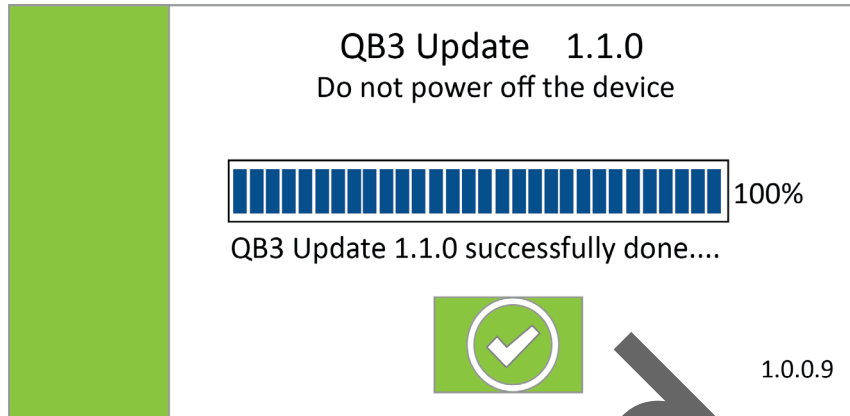 QB3 Update 1.1.0
Do not power off the device
100%
QB3 Update 1.1.0 successfully done....
1.0.0.9